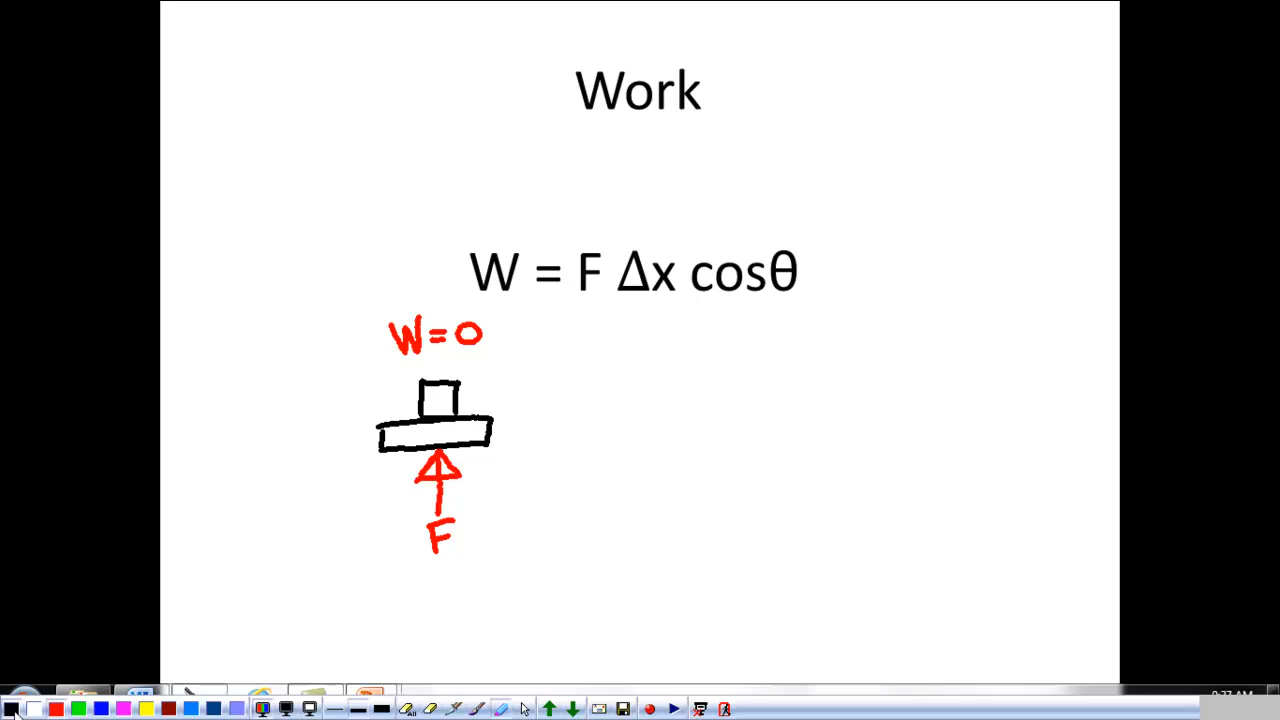 Work
W = F Δx cosθ
W = 0
F